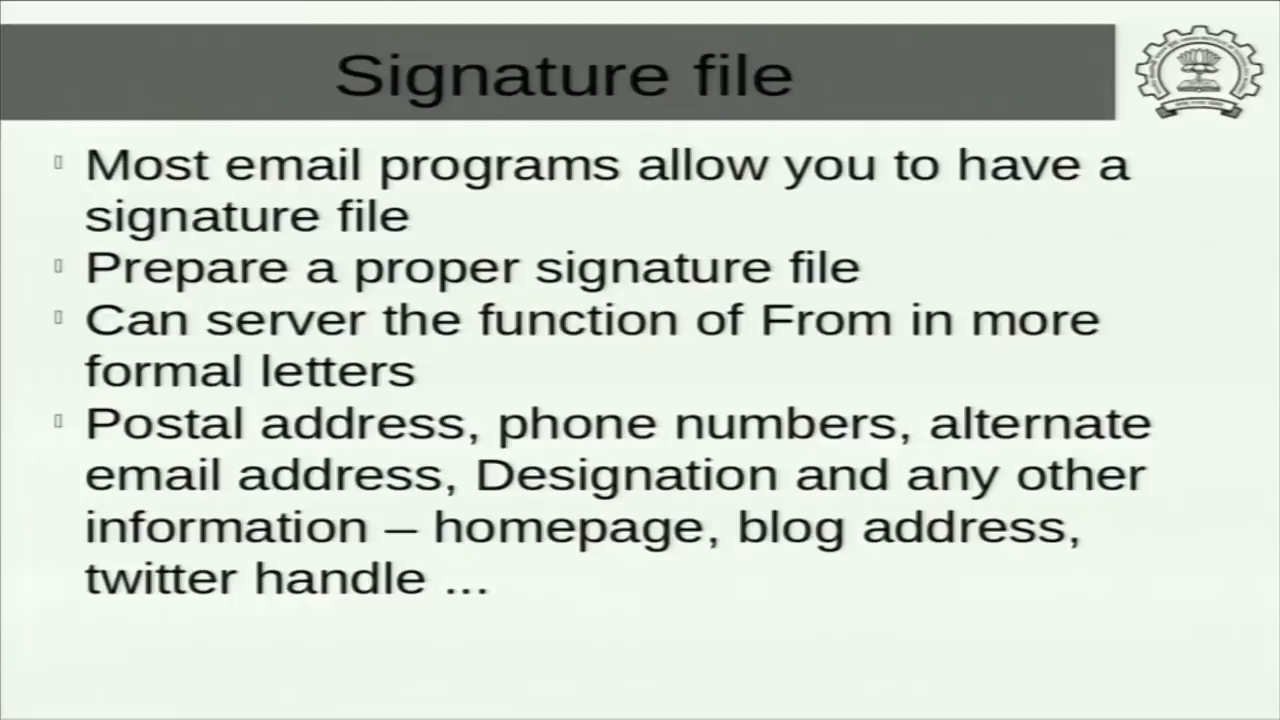 Signature file
Most email programs allow you to have a
signature file
Prepare a proper signature file
Can server the function of From in more
formal letters
Postal address, phone numbers, alternate
email address, Designation and any other
information – homepage, blog address,
twitter handle ...